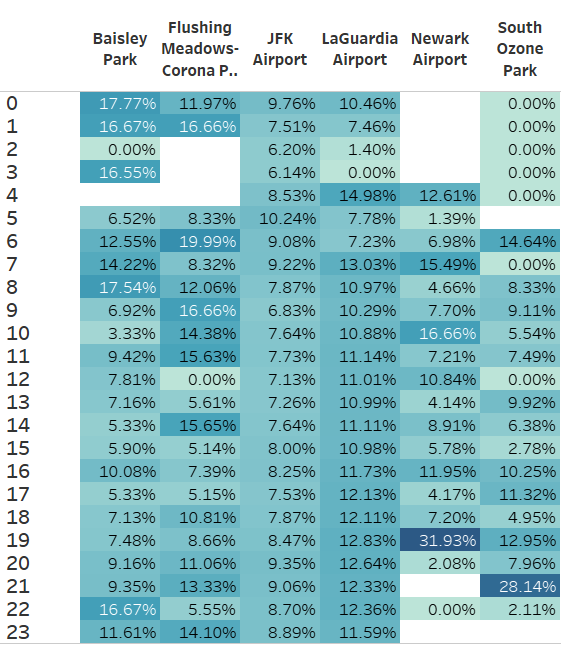 Baisley Park Flushing Meadows-Corona P.. JFK Airport LaGuardia Airport Newark Airport South Ozone Park
0 17.77% 11.97% 9.76% 10.46% 0.00%
1 16.67% 16.66% 7.51% 7.46% 0.00%
2 0.00% 6.20% 1.40% 0.00%
3 16.55% 6.14% 0.00% 0.00%
4 8.53% 14.98% 12.61% 0.00%
5 6.52% 8.33% 10.24% 7.78% 1.39%
6 12.55% 19.99% 9.08% 7.23% 6.98% 14.64%
7 14.22% 8.32% 9.22% 13.03% 15.49% 0.00%
8 17.54% 12.06% 7.87% 10.97% 4.66% 8.33%
9 6.92% 16.66% 6.83% 10.29% 7.70% 9.11%
10 3.33% 14.38% 7.64% 10.88% 16.66% 5.54%
11 9.42% 15.63% 7.73% 11.14% 7.21% 7.49%
12 7.81% 0.00% 7.13% 11.01% 10.84% 0.00%
13 7.16% 5.61% 7.26% 10.99% 4.14% 9.92%
14 5.33% 15.65% 7.64% 11.11% 8.91% 6.38%
15 5.90% 5.14% 8.00% 10.98% 5.78% 2.78%
16 10.08% 7.39% 8.25% 11.73% 11.95% 10.25%
17 5.33% 5.15% 7.53% 12.13% 4.17% 11.32%
18 7.13% 10.81% 7.87% 12.11% 7.20% 4.95%
19 7.48% 8.66% 8.47% 12.83% 31.93% 12.95%
20 9.16% 11.06% 9.35% 12.64% 2.08% 7.96%
21 9.35% 13.33% 9.06% 12.33% 28.14%
22 16.67% 5.55% 8.70% 12.36% 0.00% 2.11%
23 11.61% 14.10% 8.89% 11.59%